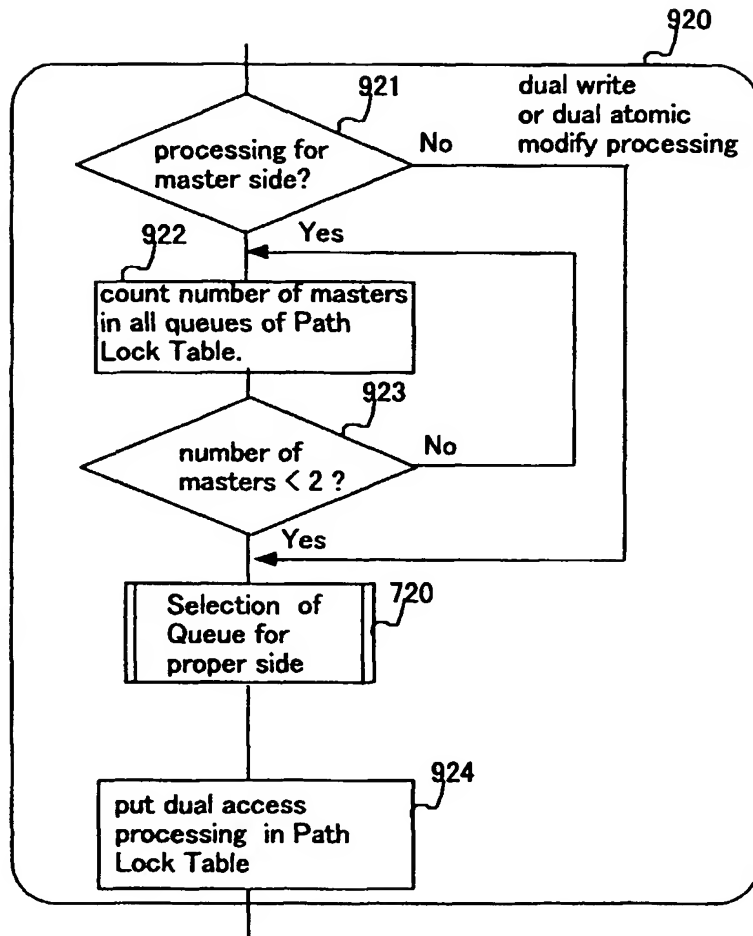 920
dual write
or dual atomic
modify processing
921
processing for
master side?
No
Yes
922
count number of masters
in all queues of Path
Lock Table.
923
number of
masters < 2 ?
No
Yes
720
Selection of
Queue for
proper side
924
put dual access
processing in Path
Lock Table